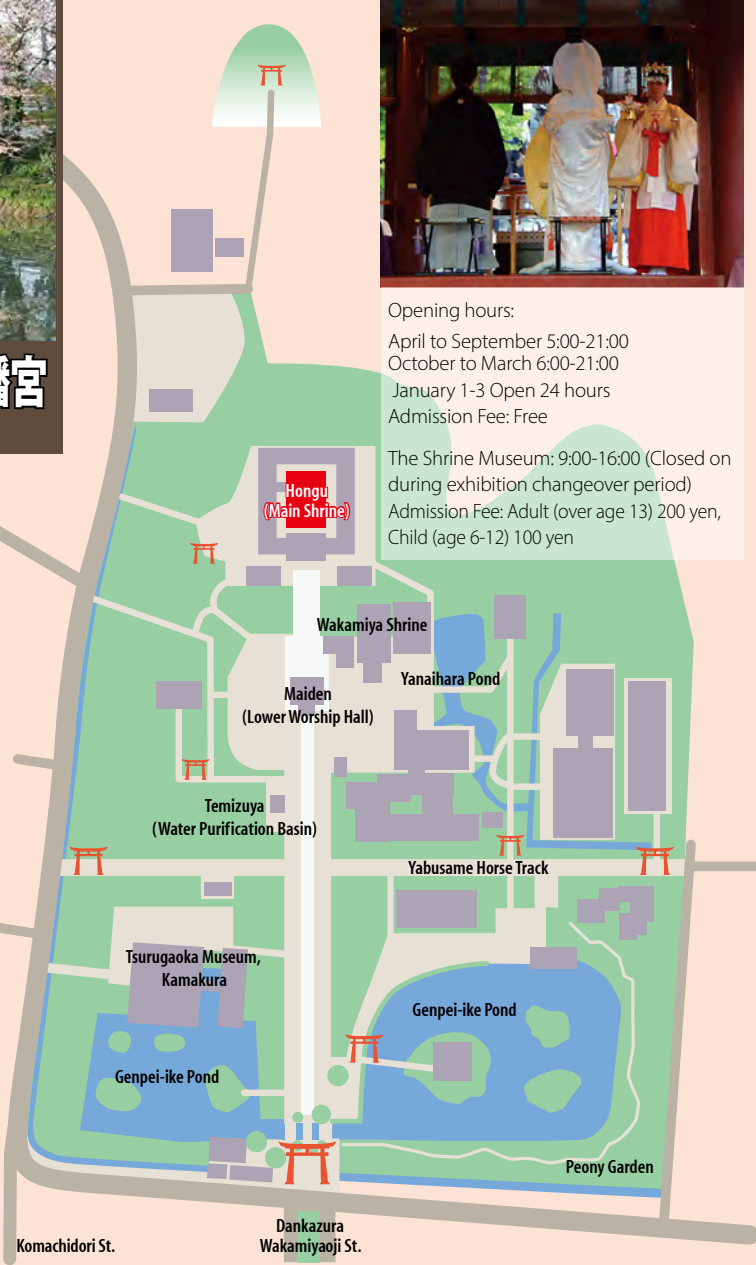 宮
Opening hours:
April to September 5:00-21:00
October to March 6:00-21:00
January 1-3 Open 24 hours
Admission Fee: Free
The Shrine Museum: 9:00-16:00 (Closed on
during exhibition changeover period)
Admission Fee: Adult (over age 13) 200 yen,
Child (age 6-12) 100 yen
Hongu
(Main Shrine)
Wakamiya Shrine
Yanaihara Pond
Maiden
(Lower Worship Hall)
Temizuya
(Water Purification Basin)
Yabusame Horse Track
Tsurugaoka Museum,
Kamakura
Genpei-ike Pond
Genpei-ike Pond
Peony Garden
Dankazura
Wakamiyaoji St.
Komachidori St.